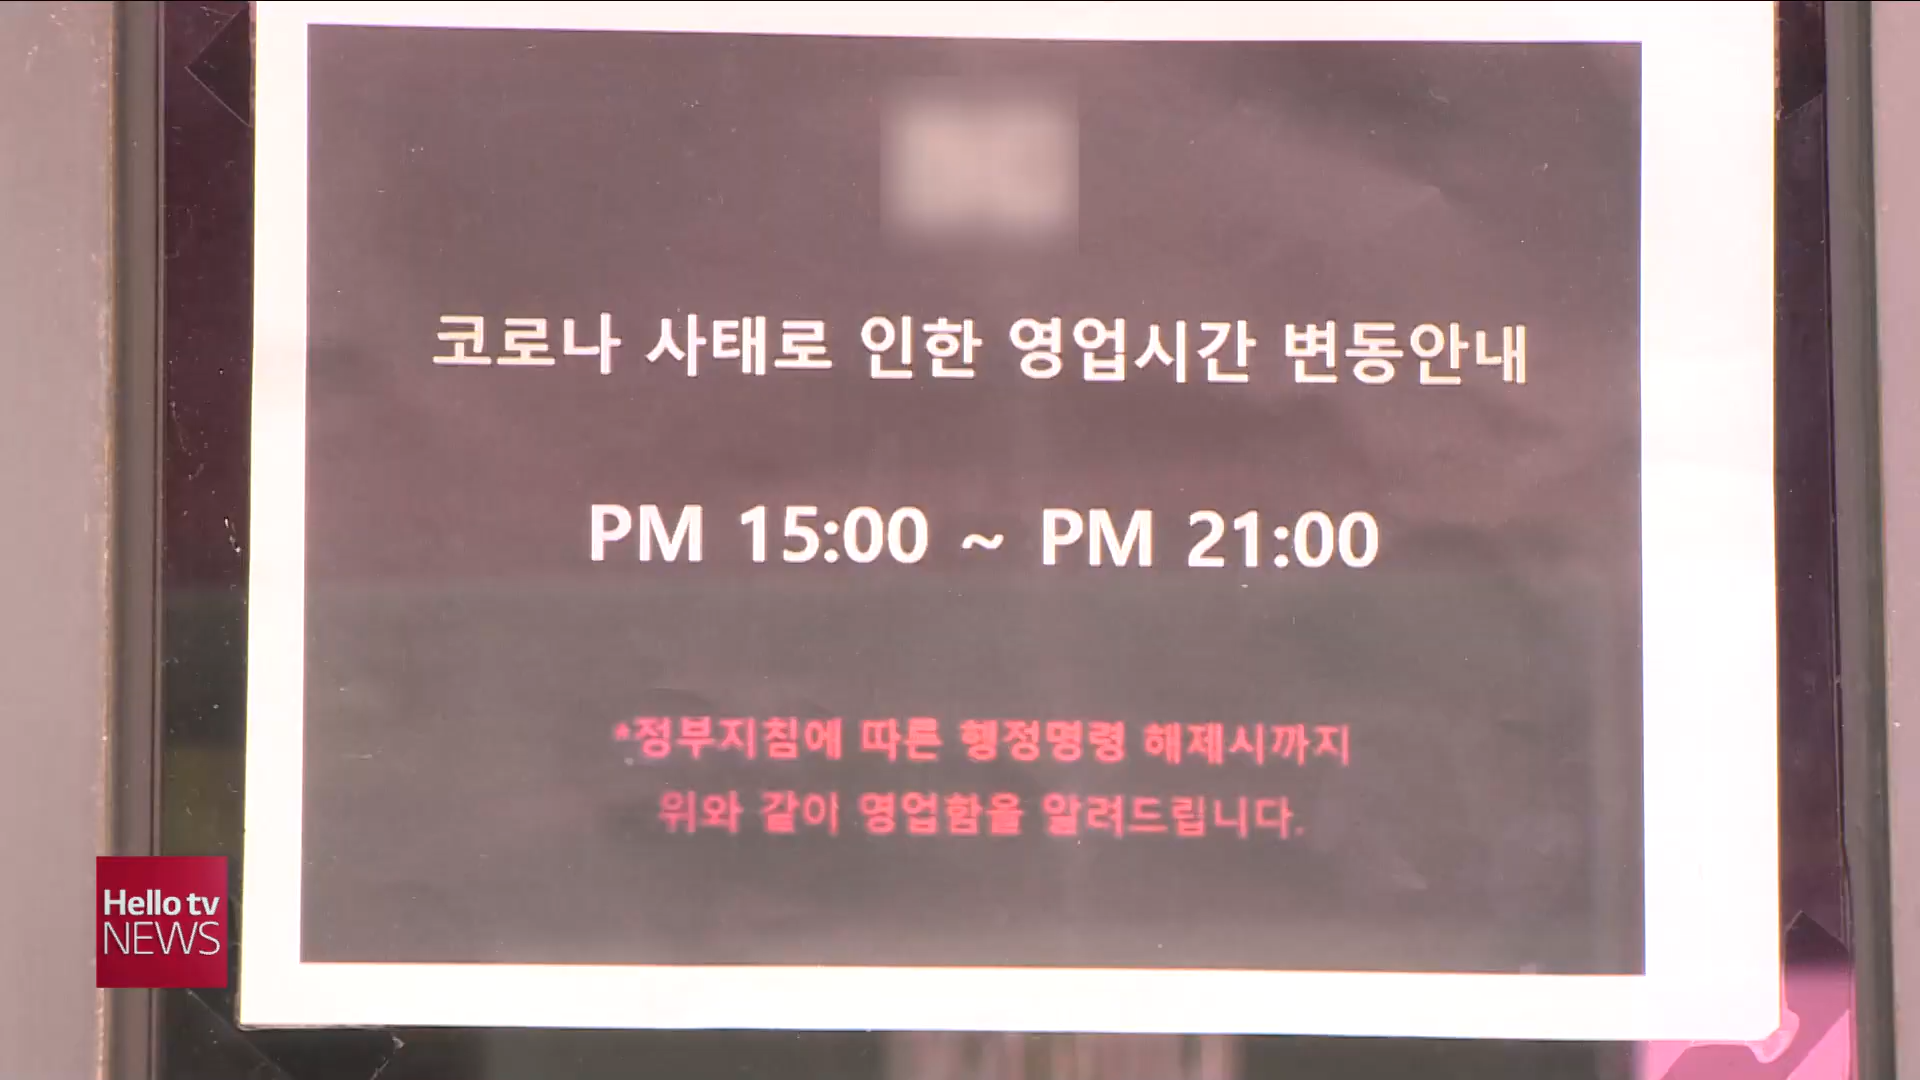 코로나 사태로 인한 영업시간 변동안내
PM 15:00 ~ PM 21:00
*정부지침에 따른 행정명령 해제시까지
위와 같이 영업함을 알려드립니다.
Hello tv
NEWS